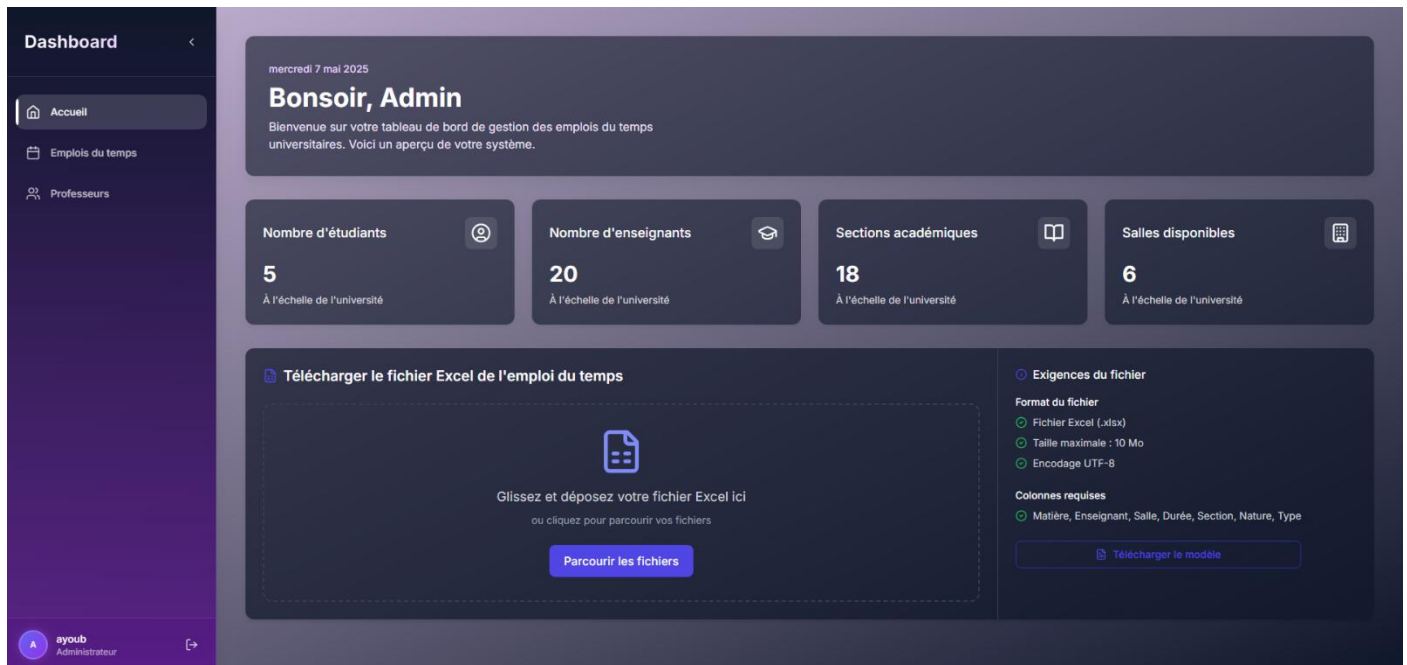 Dashboard
Accueil
Emplois du temps
Professeurs
A
ayoub
Administrateur
mercredi 7 mai 2025
Bonsoir, Admin
Bienvenue sur votre tableau de bord de gestion des emplois du temps
universitaires. Voici un aperçu de votre système.
Nombre d'étudiants
5
À l'échelle de l'université
Nombre d'enseignants
20
À l'échelle de l'université
Sections académiques
18
À l'échelle de l'université
Salles disponibles
6
À l'échelle de l'université
Télécharger le fichier Excel de l'emploi du temps
Glissez et déposez votre fichier Excel ici
ou cliquez pour parcourir vos fichiers
Parcourir les fichiers
Exigences du fichier
Format du fichier
Fichier Excel (.xlsx)
Taille maximale : 10 Mo
Encodage UTF-8
Colonnes requises
Matière, Enseignant, Salle, Durée, Section, Nature, Type
Télécharger le modèle